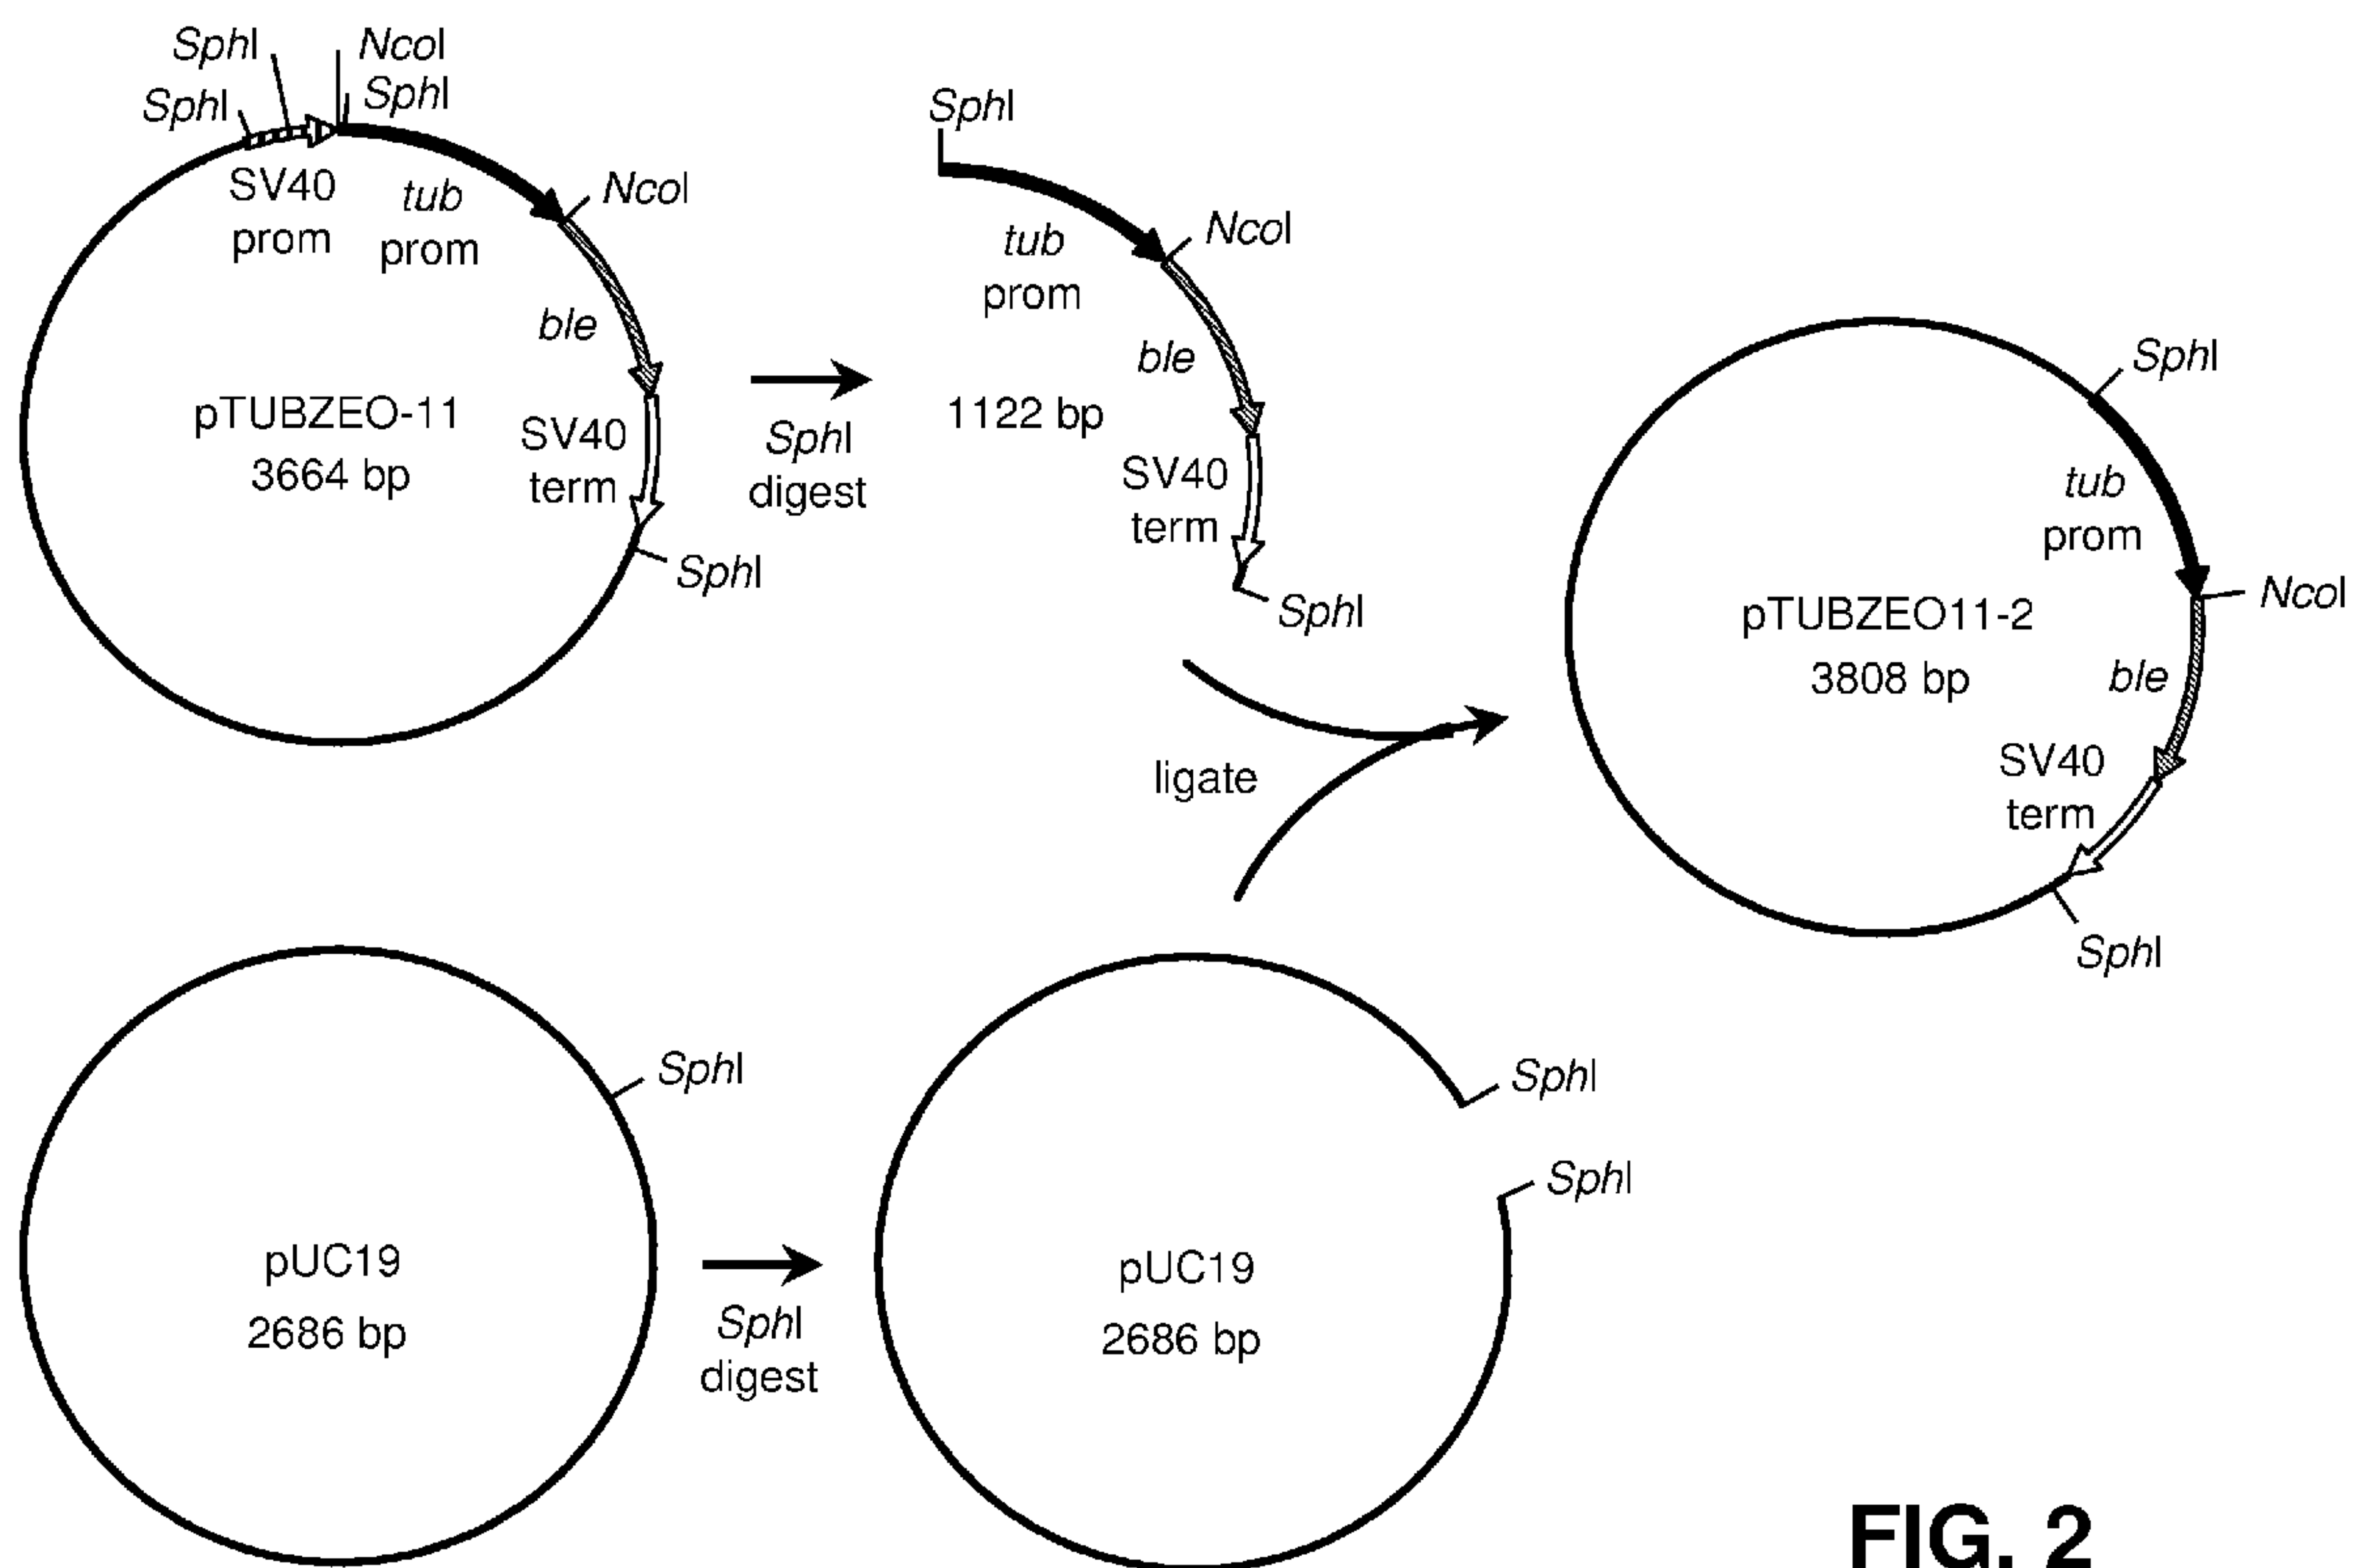 SphI
NcoI
SphI
SphI
SV40
prom
tub
prom
NcoI
ble
pTUBZEO-11
3664 bp
SV40
term
SphI
SphI
digest
SphI
tub
prom
NcoI
ble
1122 bp
SV40
term
SphI
ligate
SphI
tub
prom
pTUBZEO11-2
3808 bp
NcoI
ble
SV40
term
SphI
SphI
pUC19
2686 bp
SphI
digest
SphI
SphI
pUC19
2686 bp
FIG. 2